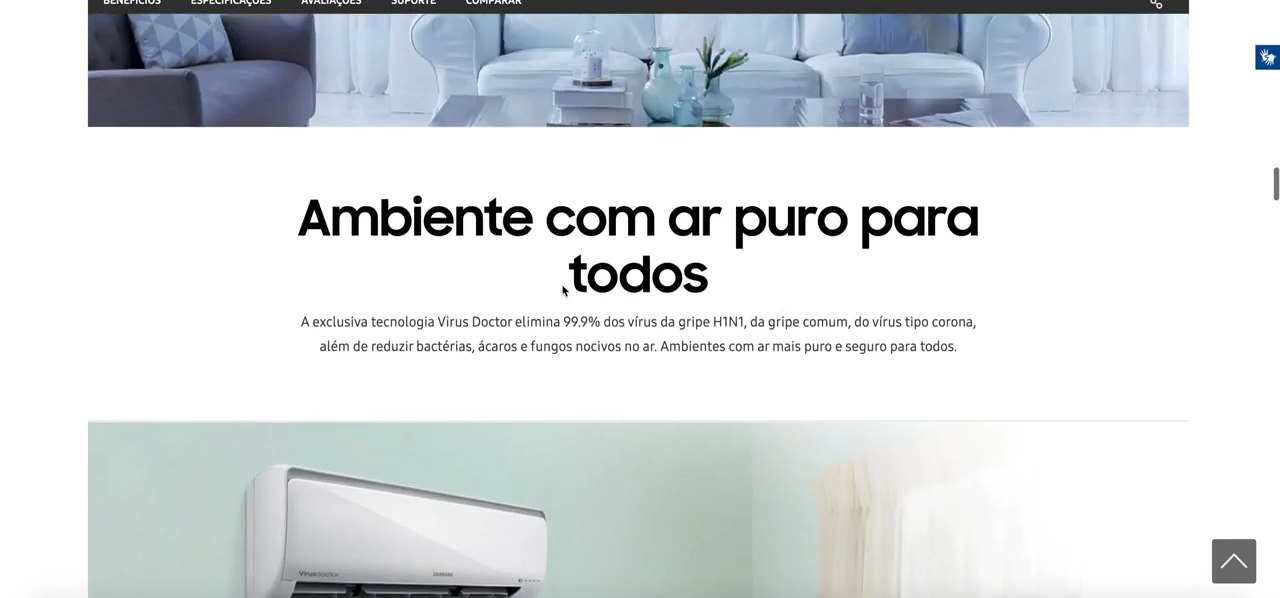 BENEFÍCIOS ESPECIFICAÇÕES AVALIAÇÕES SUPORTE COMPARAR
Ambiente com ar puro para
todos
A exclusiva tecnologia Virus Doctor elimina 99.9% dos vírus da gripe H1N1, da gripe comum, do vírus tipo corona,
além de reduzir bactérias, ácaros e fungos nocivos no ar. Ambientes com ar mais puro e seguro para todos.
Virusdoctor SAMSUNG